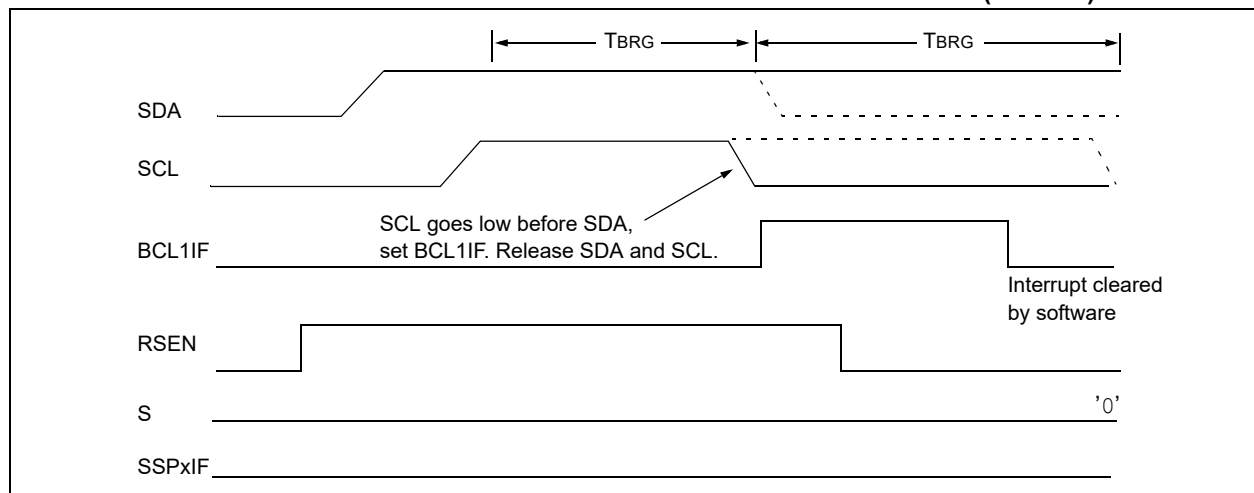 TBRG TBRG
SDA
SCL
SCL goes low before SDA,
set BCL1IF. Release SDA and SCL.
BCL1IF
Interrupt cleared
by software
RSEN
S '0'
SSPxIF